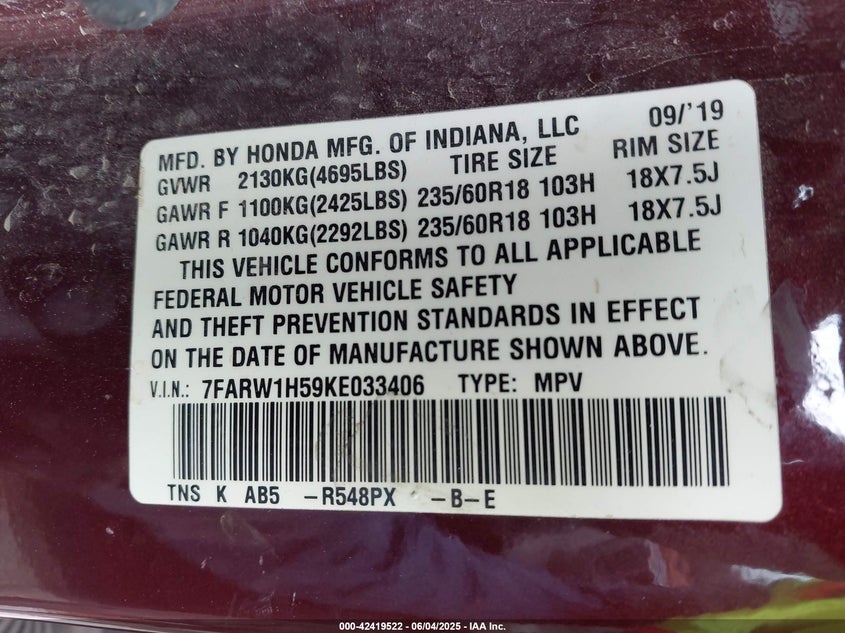 MFD. BY HONDA MFG. OF INDIANA, LLC 09/'19
GVWR 2130KG(4695LBS) TIRE SIZE RIM SIZE
GAWR F 1100KG(2425LBS) 235/60R18 103H 18X7.5J
GAWR R 1040KG(2292LBS) 235/60R18 103H 18X7.5J
THIS VEHICLE CONFORMS TO ALL APPLICABLE
FEDERAL MOTOR VEHICLE SAFETY
AND THEFT PREVENTION STANDARDS IN EFFECT
ON THE DATE OF MANUFACTURE SHOWN ABOVE.
V.I.N.: 7FARW1H59KE033406 TYPE: MPV
TNS K AB5 -R548PX -B-E
000-42419522 - 06/04/2025 - IAA Inc.